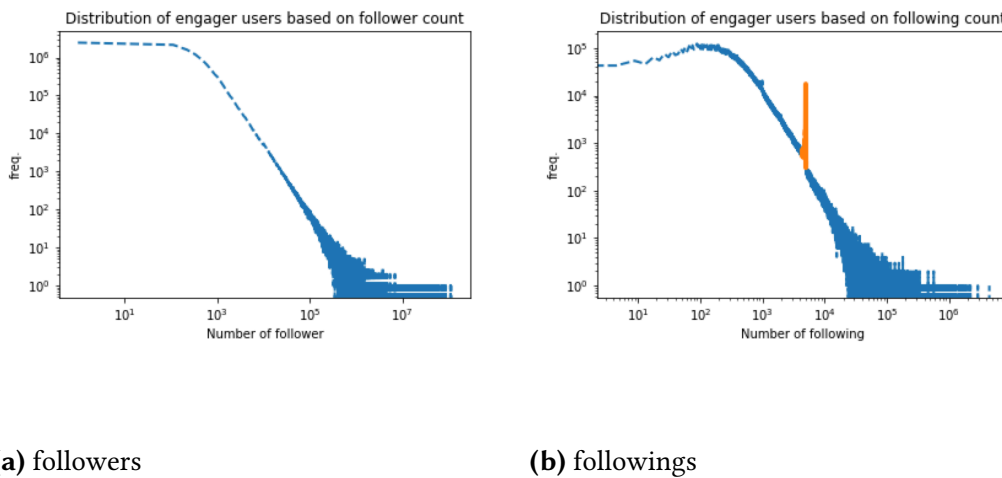 Distribution of engager users based on follower count
10⁶
10⁵
10⁴
10³
10²
10¹
10⁰
freq.
10¹ 10³ 10⁵ 10⁷
Number of follower
Distribution of engager users based on following count
10⁵
10⁴
10³
10²
10¹
10⁰
freq.
10¹ 10² 10³ 10⁴ 10⁵ 10⁶
Number of following
a) followers
(b) followings